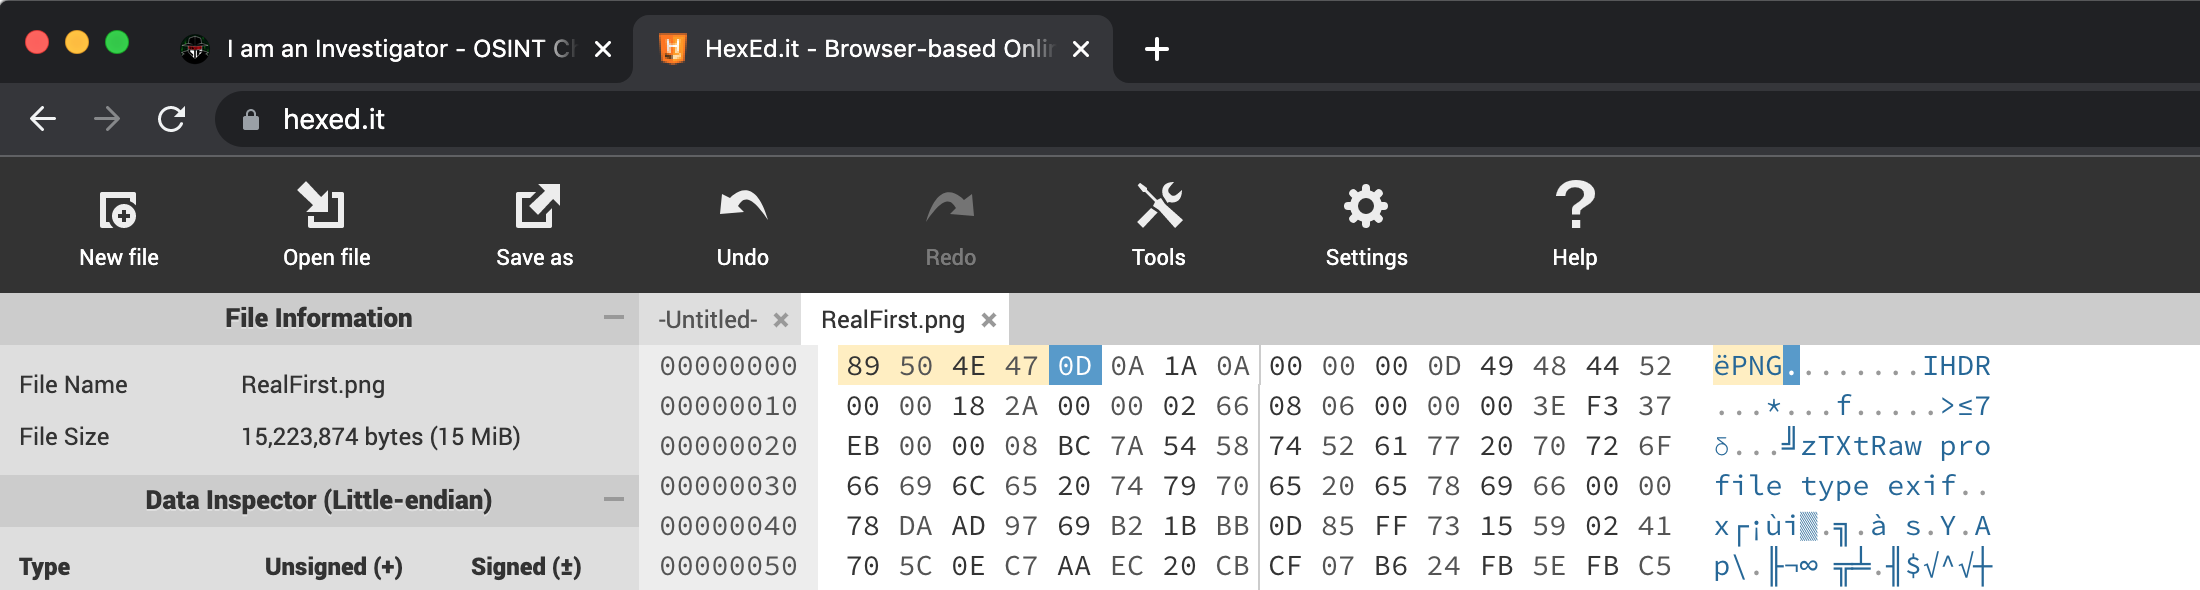 I am an Investigator - OSINT Ch
HexEd.it - Browser-based Onlin
hexed.it
New file
Open file
Save as
Undo
Redo
Tools
Settings
Help
File Information
-Untitled-
RealFirst.png
File Name RealFirst.png
File Size 15,223,874 bytes (15 MiB)
Data Inspector (Little-endian)
Type Unsigned (+) Signed (±)
00000000 89 50 4E 47 0D 0A 1A 0A 00 00 00 0D 49 48 44 52 ëPNG........IHDR
00000010 00 00 18 2A 00 00 02 66 08 06 00 00 00 3E F3 37 ...*...f.....>≤7
00000020 EB 00 00 08 BC 7A 54 58 74 52 61 77 20 70 72 6F δ...╝zTXtRaw pro
00000030 66 69 6C 65 20 74 79 70 65 20 65 78 69 66 00 00 file type exif..
00000040 78 DA AD 97 69 B2 1B BB 0D 85 FF 73 15 59 02 41 x┌¡ùi▒.╗.à s.Y.A
00000050 70 5C 0E C7 AA EC 20 CB CF 07 B6 24 FB 5E FB C5 p\.╟¬∞ ╦╧.╢$√^√┼